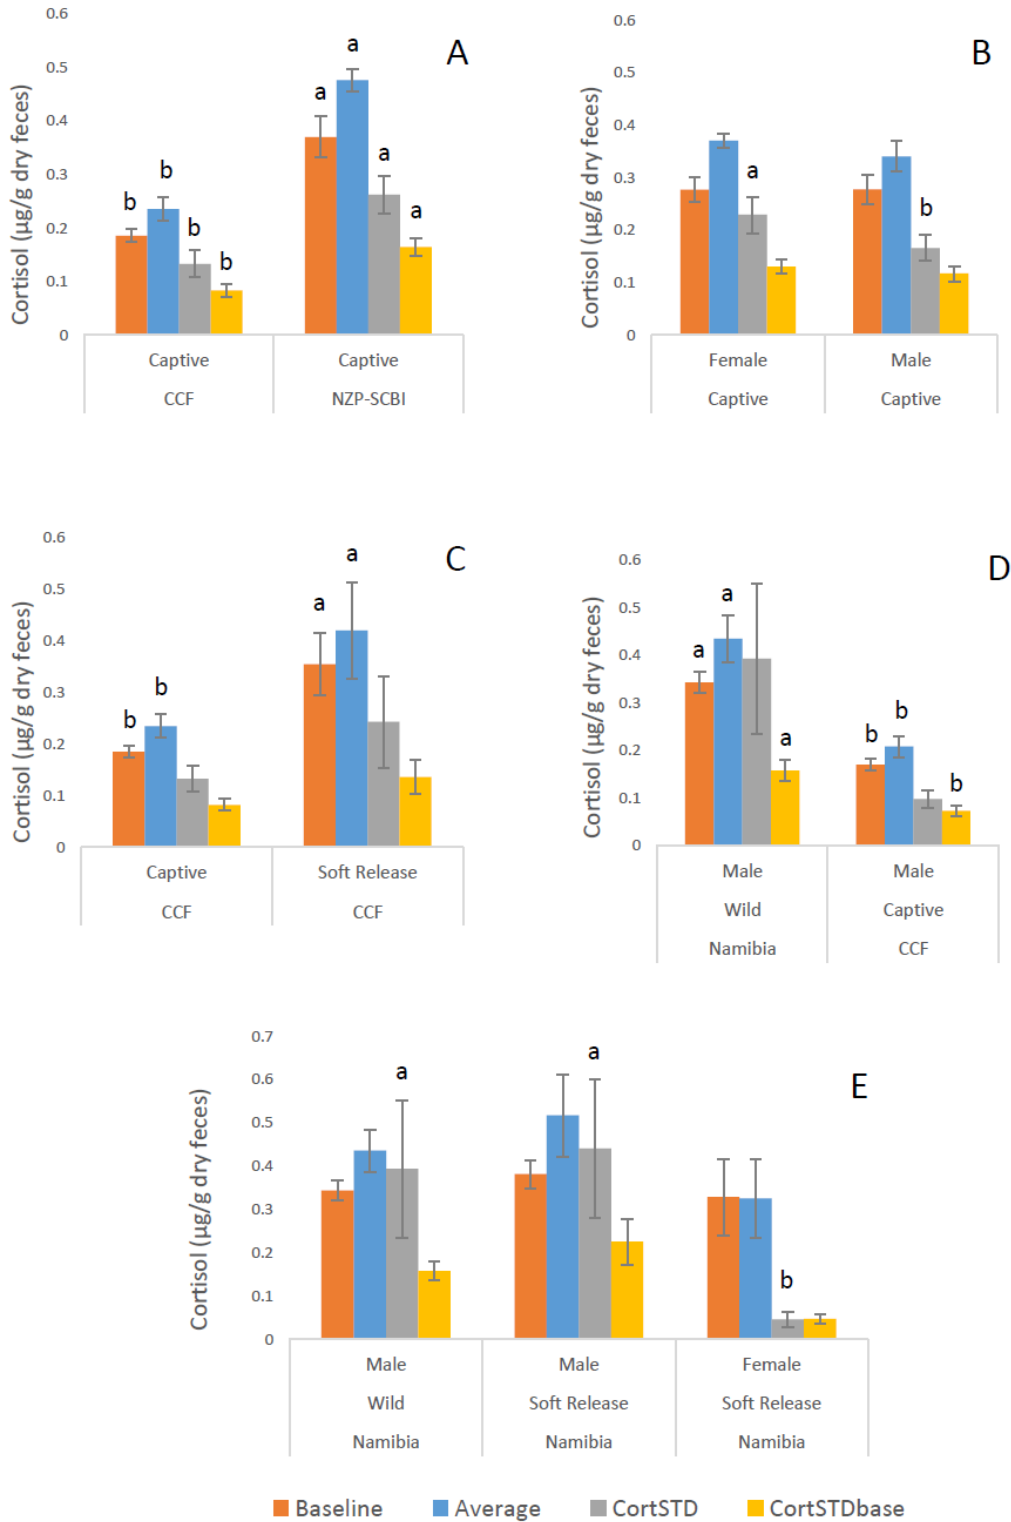 A
Cortisol (µg/g dry feces)
0.6
0.5
0.4
0.3
0.2
0.1
0
b
b
b
b
a
a
a
a
Captive
Captive
CCF
NZP-SCBI
B
Cortisol (µg/g dry feces)
0.6
0.5
0.4
0.3
0.2
0.1
0
a
b
Female
Male
Captive
Captive
C
Cortisol (µg/g dry feces)
0.6
0.5
0.4
0.3
0.2
0.1
0
b
b
a
a
Captive
Soft Release
CCF
CCF
D
Cortisol (µg/g dry feces)
0.6
0.5
0.4
0.3
0.2
0.1
0
a
a
a
b
b
b
Male
Male
Wild
Captive
Namibia
CCF
E
Cortisol (µg/g dry feces)
0.7
0.6
0.5
0.4
0.3
0.2
0.1
0
a
a
b
Male
Male
Female
Wild
Soft Release
Soft Release
Namibia
Namibia
Namibia
Baseline
Average
CortSTD
CortSTDbase